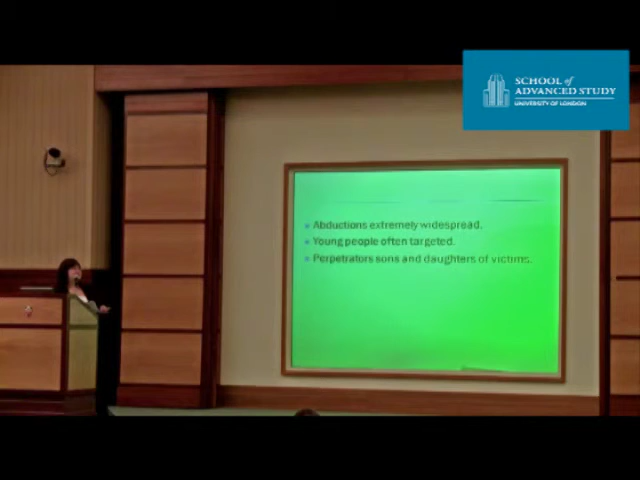 SCHOOL of
ADVANCED STUDY
UNIVERSITY OF LONDON
Abductions extremely widespread.
Young people often targeted.
Perpetrators sons and daughters of victims.